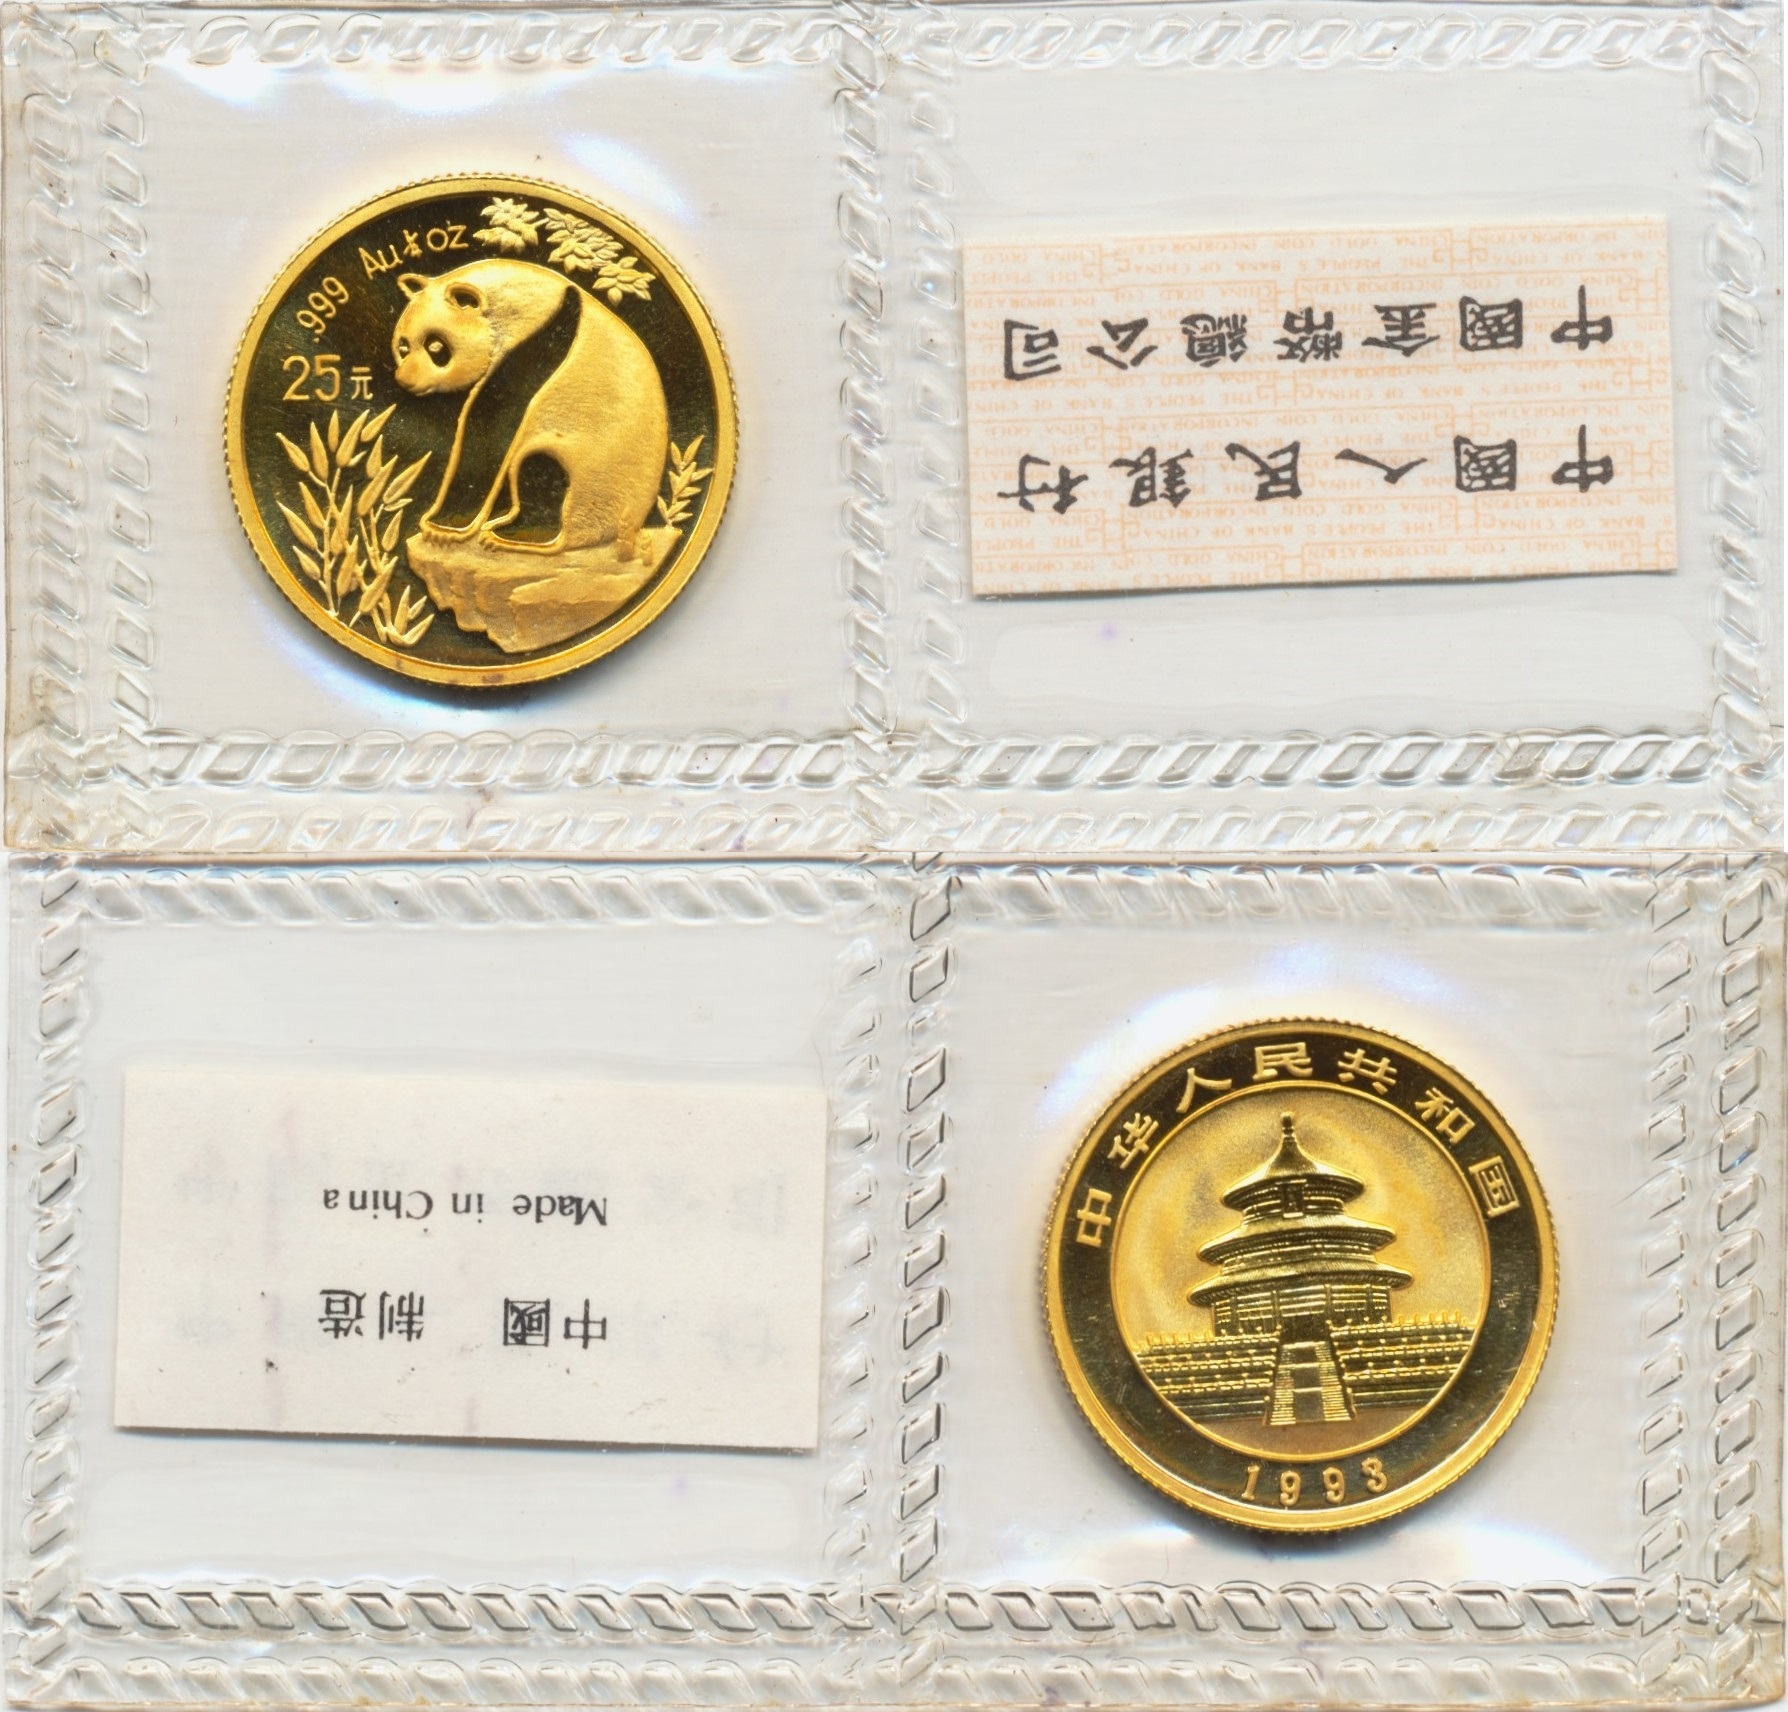 .999 Au ¼ oz
25元
中國人民銀行
中國金幣總公司
中國 制造
Made in China
中华人民共和国
1993